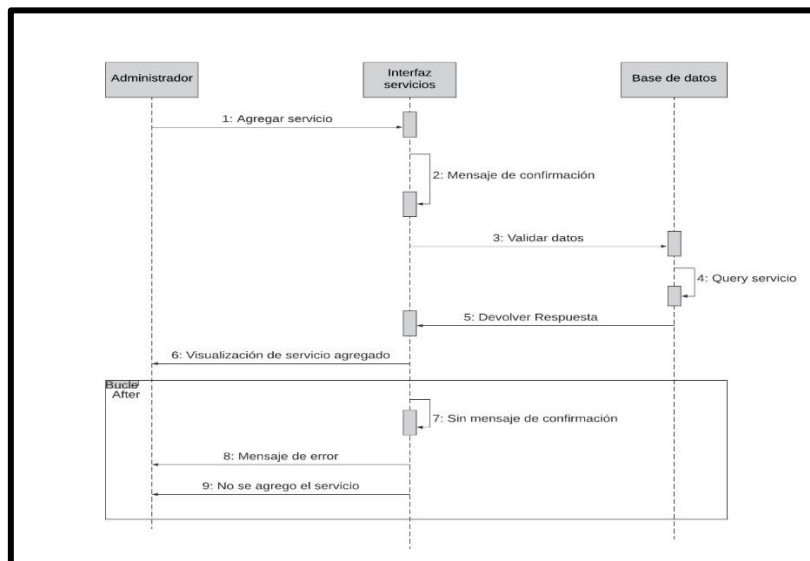 Administrador
Interfaz
servicios
Base de datos
1: Agregar servicio
2: Mensaje de confirmación
3: Validar datos
4: Query servicio
5: Devolver Respuesta
6: Visualización de servicio agregado
Bucle
After
7: Sin mensaje de confirmación
8: Mensaje de error
9: No se agrego el servicio